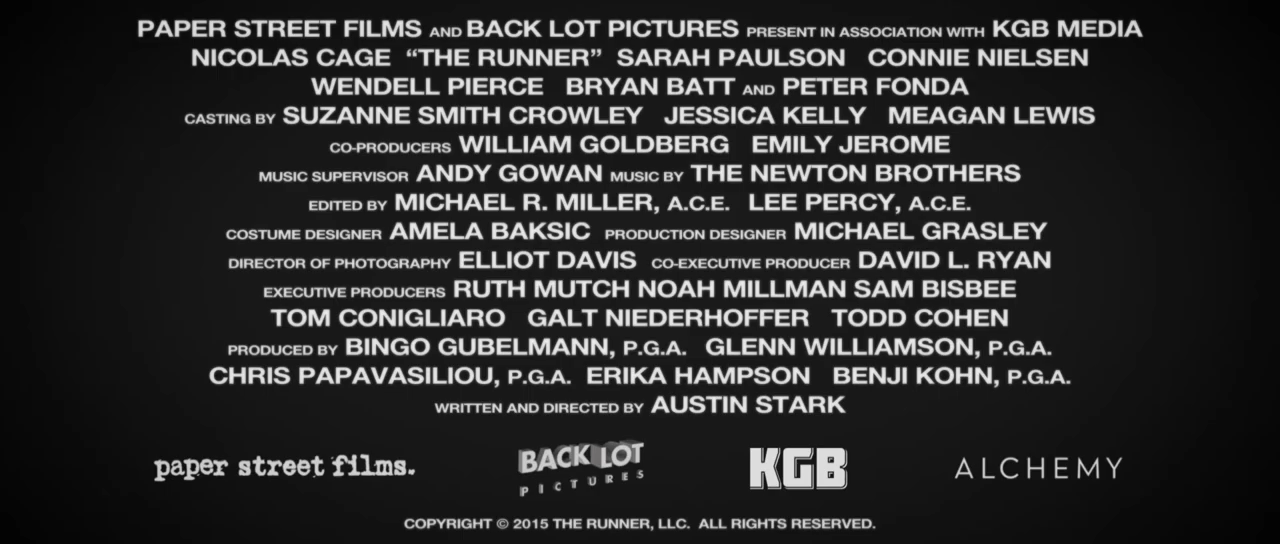 PAPER STREET FILMS AND BACK LOT PICTURES PRESENT IN ASSOCIATION WITH KGB MEDIA
NICOLAS CAGE “THE RUNNER” SARAH PAULSON CONNIE NIELSEN
WENDELL PIERCE BRYAN BATT AND PETER FONDA
CASTING BY SUZANNE SMITH CROWLEY JESSICA KELLY MEAGAN LEWIS
CO-PRODUCERS WILLIAM GOLDBERG EMILY JEROME
MUSIC SUPERVISOR ANDY GOWAN MUSIC BY THE NEWTON BROTHERS
EDITED BY MICHAEL R. MILLER, A.C.E. LEE PERCY, A.C.E.
COSTUME DESIGNER AMELA BAKSIC PRODUCTION DESIGNER MICHAEL GRASLEY
DIRECTOR OF PHOTOGRAPHY ELLIOT DAVIS CO-EXECUTIVE PRODUCER DAVID L. RYAN
EXECUTIVE PRODUCERS RUTH MUTCH NOAH MILLMAN SAM BISBEE
TOM CONIGLIARO GALT NIEDERHOFFER TODD COHEN
PRODUCED BY BINGO GUBELMANN, P.G.A. GLENN WILLIAMSON, P.G.A.
CHRIS PAPAVASILIOU, P.G.A. ERIKA HAMPSON BENJI KOHN, P.G.A.
WRITTEN AND DIRECTED BY AUSTIN STARK
paper street films.
BACK LOT
PICTURES
KGB
ALCHEMY
COPYRIGHT © 2015 THE RUNNER, LLC. ALL RIGHTS RESERVED.